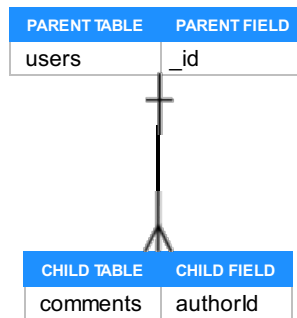 PARENT TABLE PARENT FIELD
users _id
CHILD TABLE CHILD FIELD
comments authorId